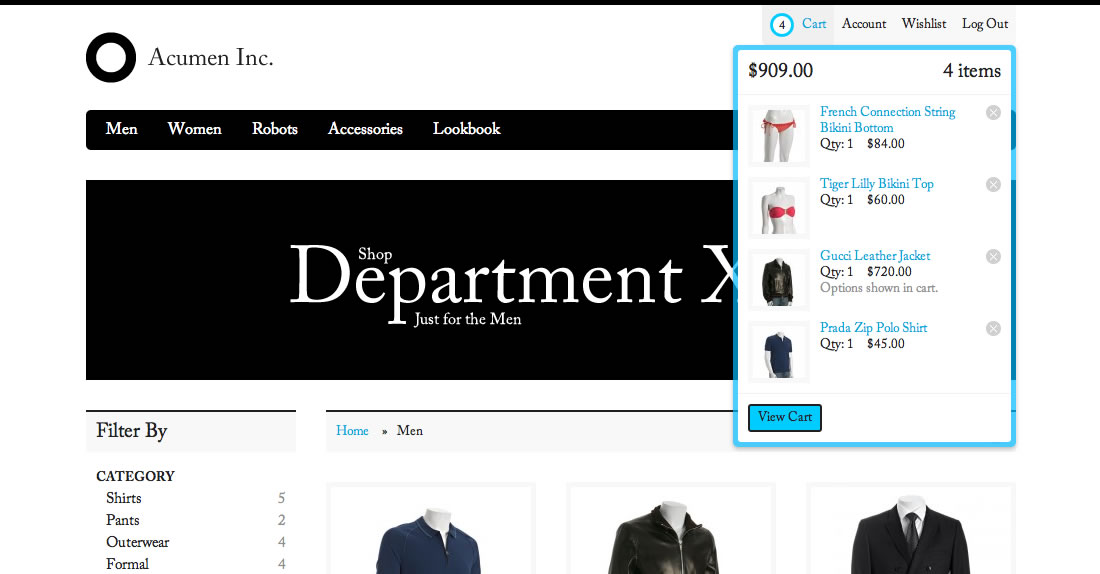 4 Cart Account Wishlist Log Out
Acumen Inc.
$909.00 4 items
Men Women Robots Accessories Lookbook
French Connection String
Bikini Bottom
Qty: 1 $84.00
Tiger Lilly Bikini Top
Qty: 1 $60.00
Gucci Leather Jacket
Qty: 1 $720.00
Options shown in cart.
Prada Zip Polo Shirt
Qty: 1 $45.00
View Cart
Shop
Department X
Just for the Men
Filter By
Home » Men
CATEGORY
Shirts 5
Pants 2
Outerwear 4
Formal 4